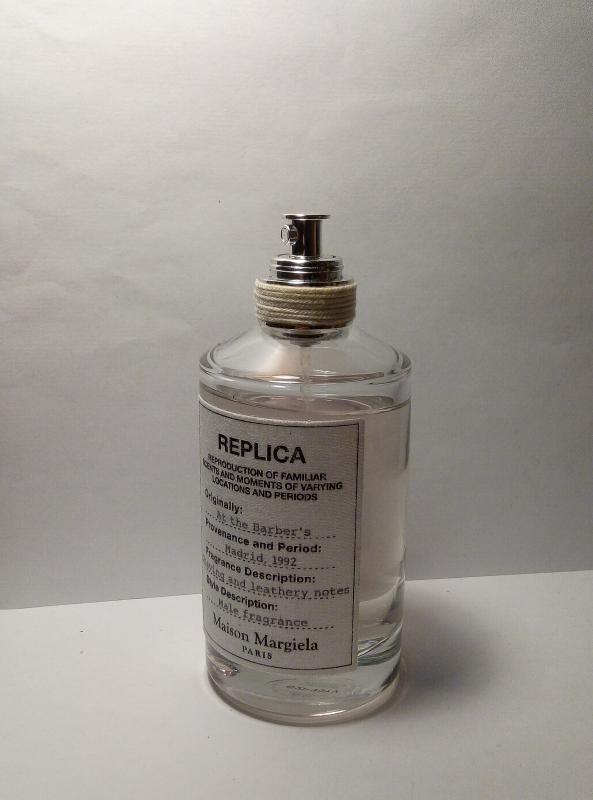 REPLICA
REPRODUCTION OF FAMILIAR
SCENTS AND MOMENTS OF VARYING
LOCATIONS AND PERIODS
Originally:
At the Barber's
Provenance and Period:
Madrid, 1992
Fragrance Description:
and leathery notes
Style Description:
Male fragrance
Maison Margiela
PARIS